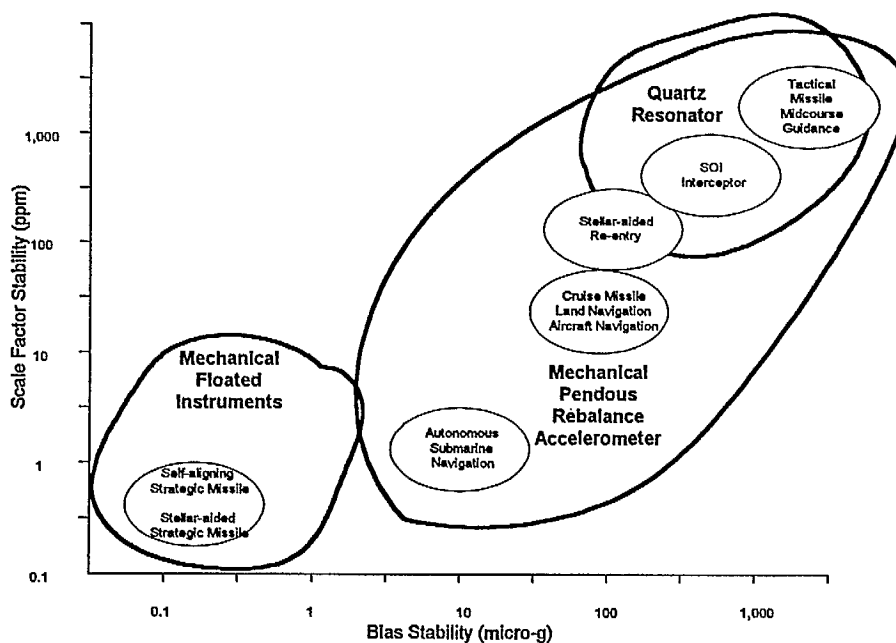 Scale Factor Stability (ppm)
1,000
100
10
1
0.1
Quartz
Resonator
Tactical
Missile
Midcourse
Guidance
SOI
Interceptor
Stellar-aided
Re-entry
Cruise Missile
Land Navigation
Aircraft Navigation
Mechanical
Floated
Instruments
Mechanical
Pendous
Rebalance
Accelerometer
Autonomous
Submarine
Navigation
Self-aligning
Strategic Missile
Stellar-aided
Strategic Missile
0.1
1
10
100
1,000
Bias Stability (micro-g)